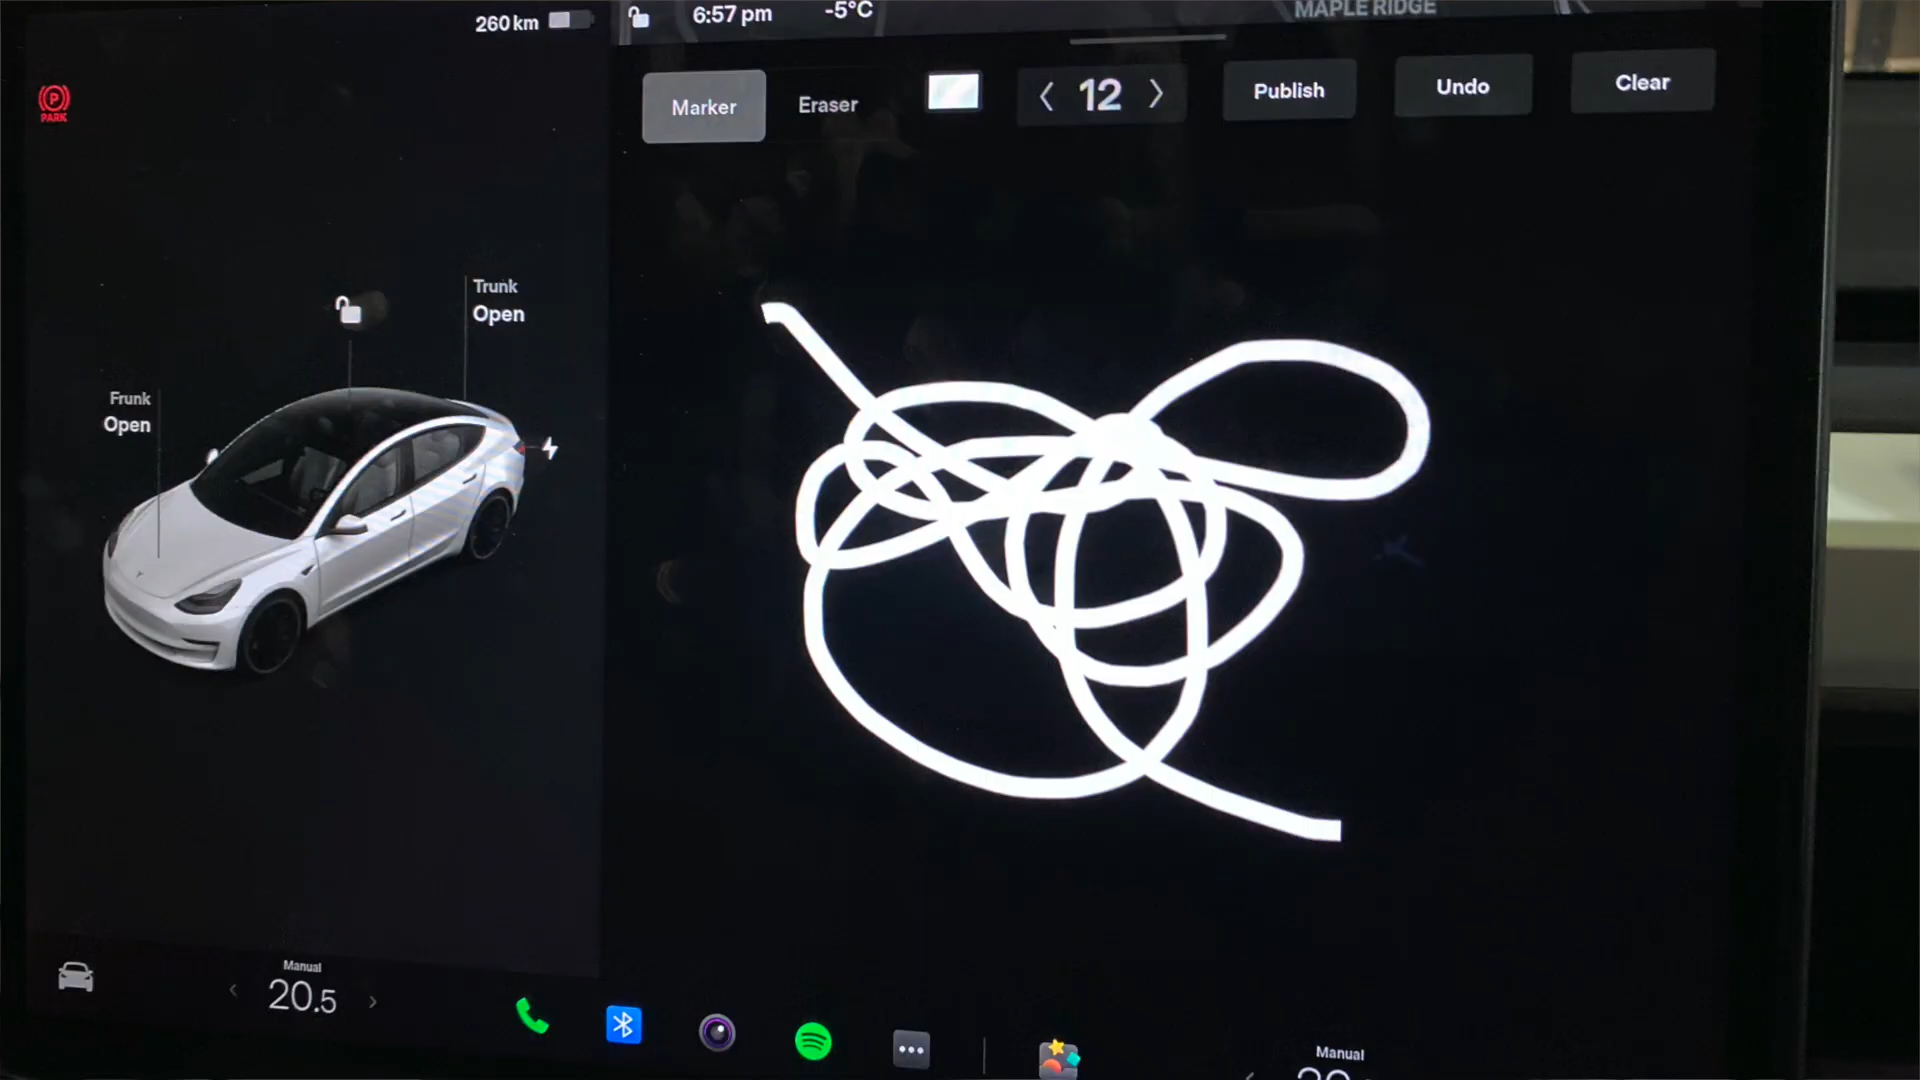 260 km
6:57 pm
-5°C
MAPLE RIDGE
PARK
Marker
Eraser
12
Publish
Undo
Clear
Trunk
Open
Frunk
Open
Manual
20.5
Manual